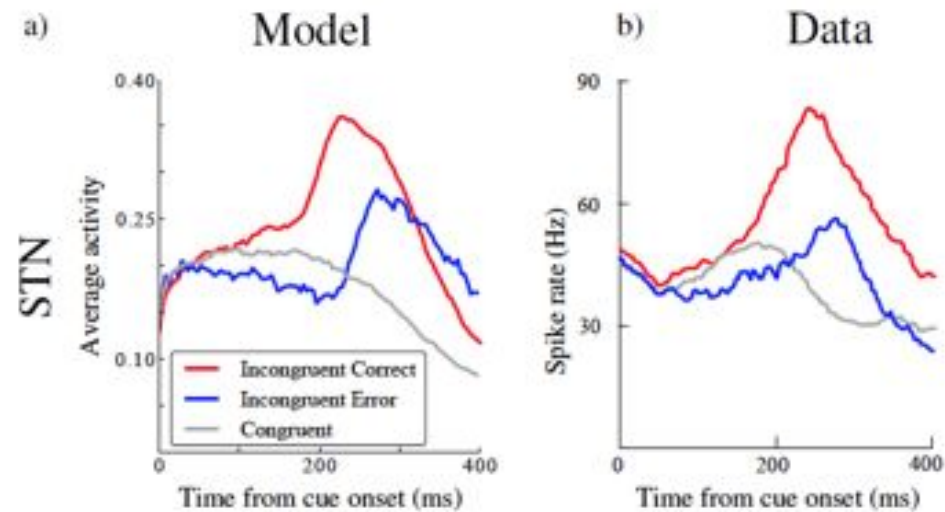 a)
Model
b)
Data
STN
Average activity
0.40
0.25
0.10
Incongruent Correct
Incongruent Error
Congruent
0
200
400
Time from cue onset (ms)
Spike rate (Hz)
90
60
30
0
200
400
Time from cue onset (ms)